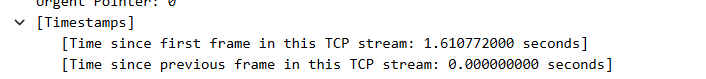 Urgent Pointer: 0
[Timestamps]
[Time since first frame in this TCP stream: 1.610772000 seconds]
[Time since previous frame in this TCP stream: 0.000000000 seconds]